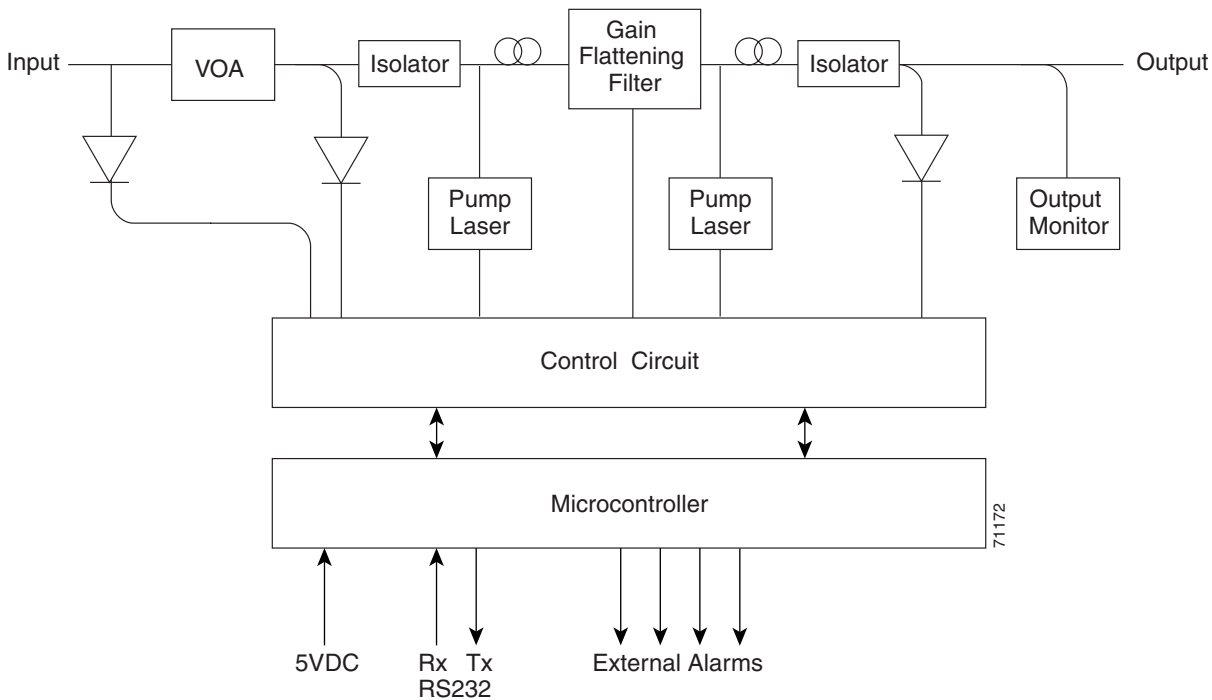 Gain
Flattening
Filter
Input
VOA
Isolator
Isolator
Output
Pump
Laser
Pump
Laser
Output
Monitor
Control Circuit
Microcontroller
71172
5VDC
Rx Tx
RS232
External Alarms